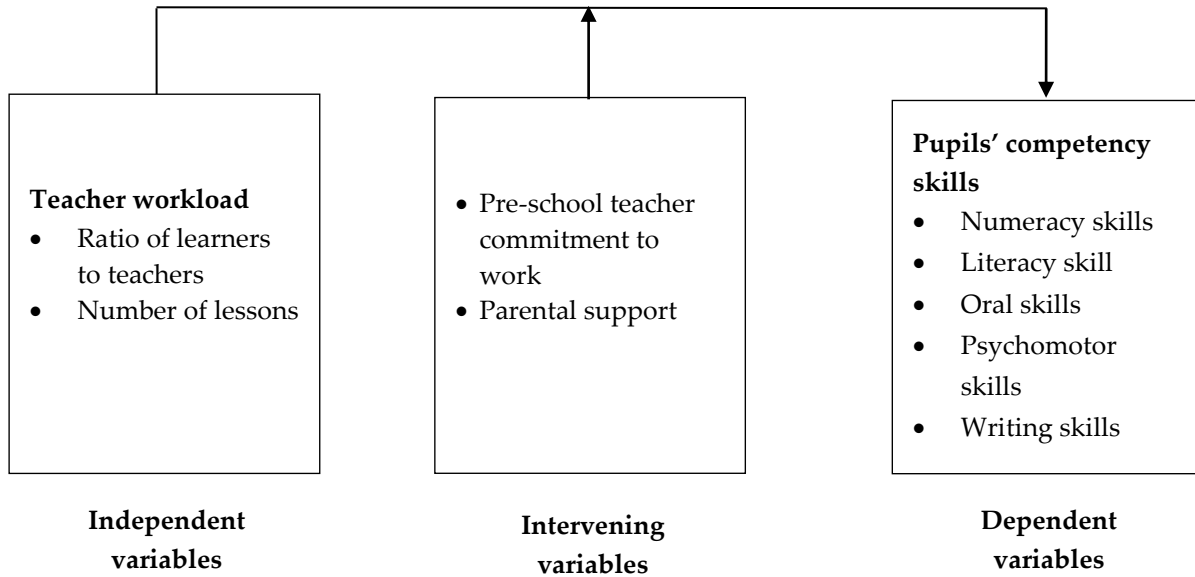 Teacher workload
• Ratio of learners
to teachers
• Number of lessons
• Pre-school teacher
commitment to
work
• Parental support
Pupils’ competency
skills
• Numeracy skills
• Literacy skill
• Oral skills
• Psychomotor
skills
• Writing skills
Independent
variables
Intervening
variables
Dependent
variables